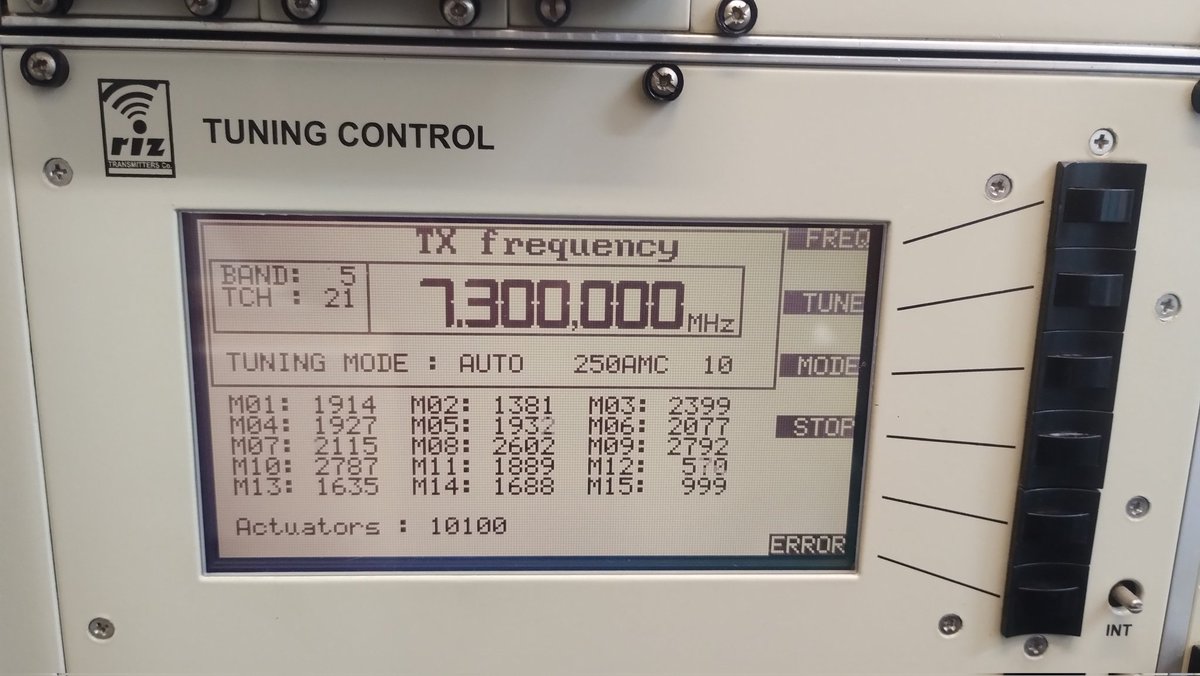 riz
TRANSMITTERS Co.
TUNING CONTROL
TX frequency
BAND: 5
TCH : 21
7.300,000 MHz
TUNING MODE : AUTO 250AMC 10
M01: 1914 M02: 1381 M03: 2399
M04: 1927 M05: 1932 M06: 2077
M07: 2115 M08: 2602 M09: 2792
M10: 2787 M11: 1889 M12: 570
M13: 1635 M14: 1688 M15: 999
Actuators : 10100
FREQ
TUNE
MODE
STOP
ERROR
INT